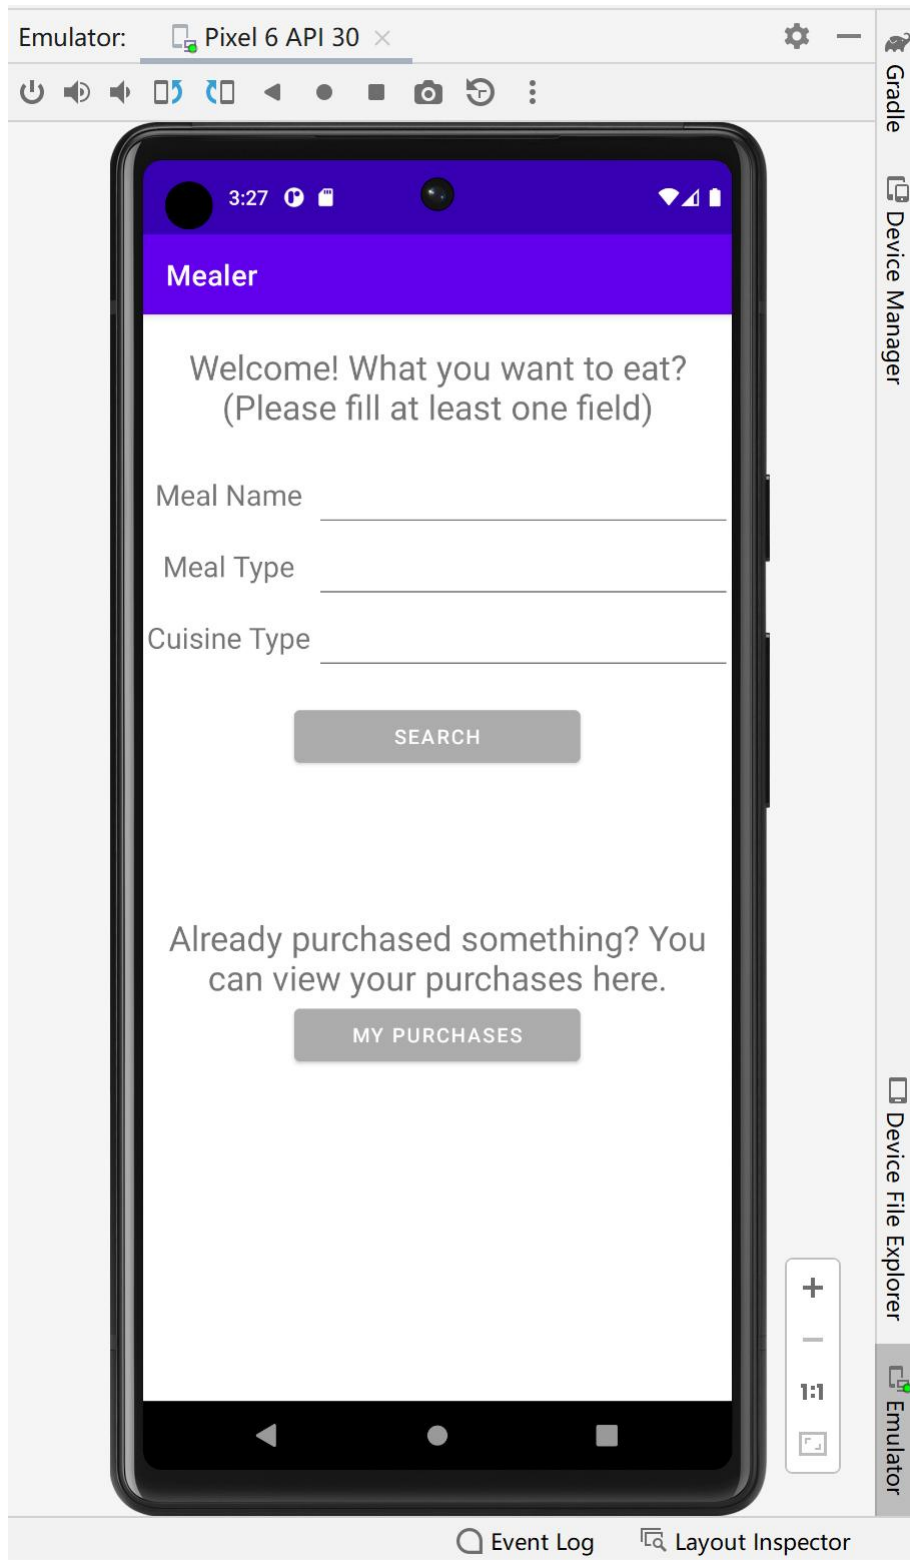 Emulator: Pixel 6 API 30
Gradle
Device Manager
3:27
Mealer
Welcome! What you want to eat?
(Please fill at least one field)
Meal Name
Meal Type
Cuisine Type
SEARCH
Already purchased something? You
can view your purchases here.
MY PURCHASES
Device File Explorer
1:1
Emulator
Event Log Layout Inspector